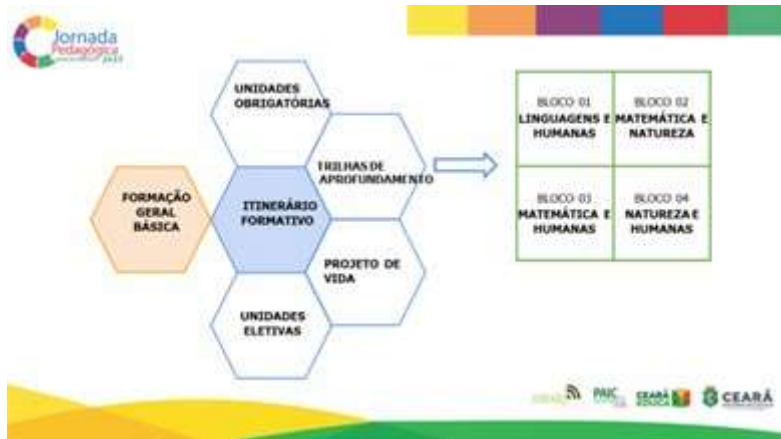 Jornada
Pedagógica
UNIDADES
OBRIGATÓRIAS
TRILHAS DE
APROFUNDAMENTO
FORMAÇÃO
GERAL
BÁSICA
ITINERÁRIO
FORMATIVO
PROJETO DE
VIDA
UNIDADES
ELETIVAS
BLOCO 01
LINGUAGENS E
HUMANAS
BLOCO 02
MATEMÁTICA E
NATUREZA
BLOCO 03
MATEMÁTICA E
HUMANAS
BLOCO 04
NATUREZA E
HUMANAS
PAIC
CEARÁ
EDUCA
CEARÁ